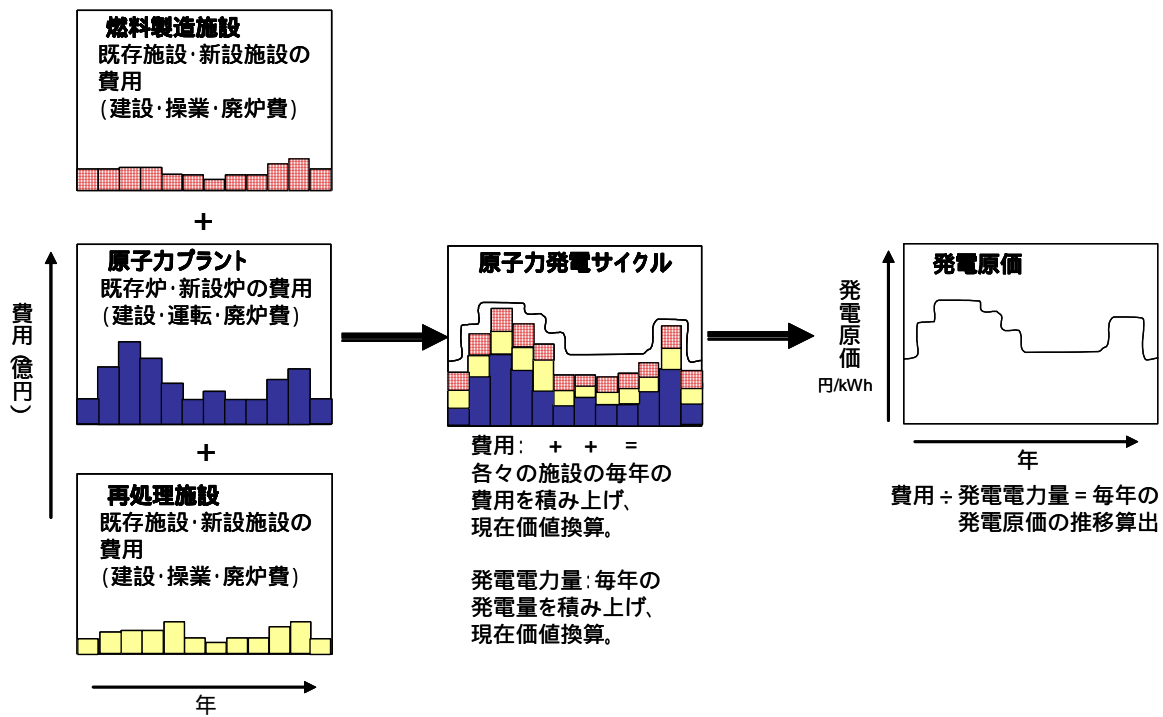 燃料製造施設
既存施設・新設施設の
費用
(建設・操業・廃炉費)
+
原子力プラント
既存炉・新設炉の費用
(建設・運転・廃炉費)
+
再処理施設
既存施設・新設施設の
費用
(建設・操業・廃炉費)
費用(億円)
年
原子力発電サイクル
費用: + + =
各々の施設の毎年の
費用を積み上げ、
現在価値換算。
発電電力量:毎年の
発電量を積み上げ、
現在価値換算。
発電原価
円/kWh
発電原価
年
費用÷発電電力量=毎年の
発電原価の推移算出